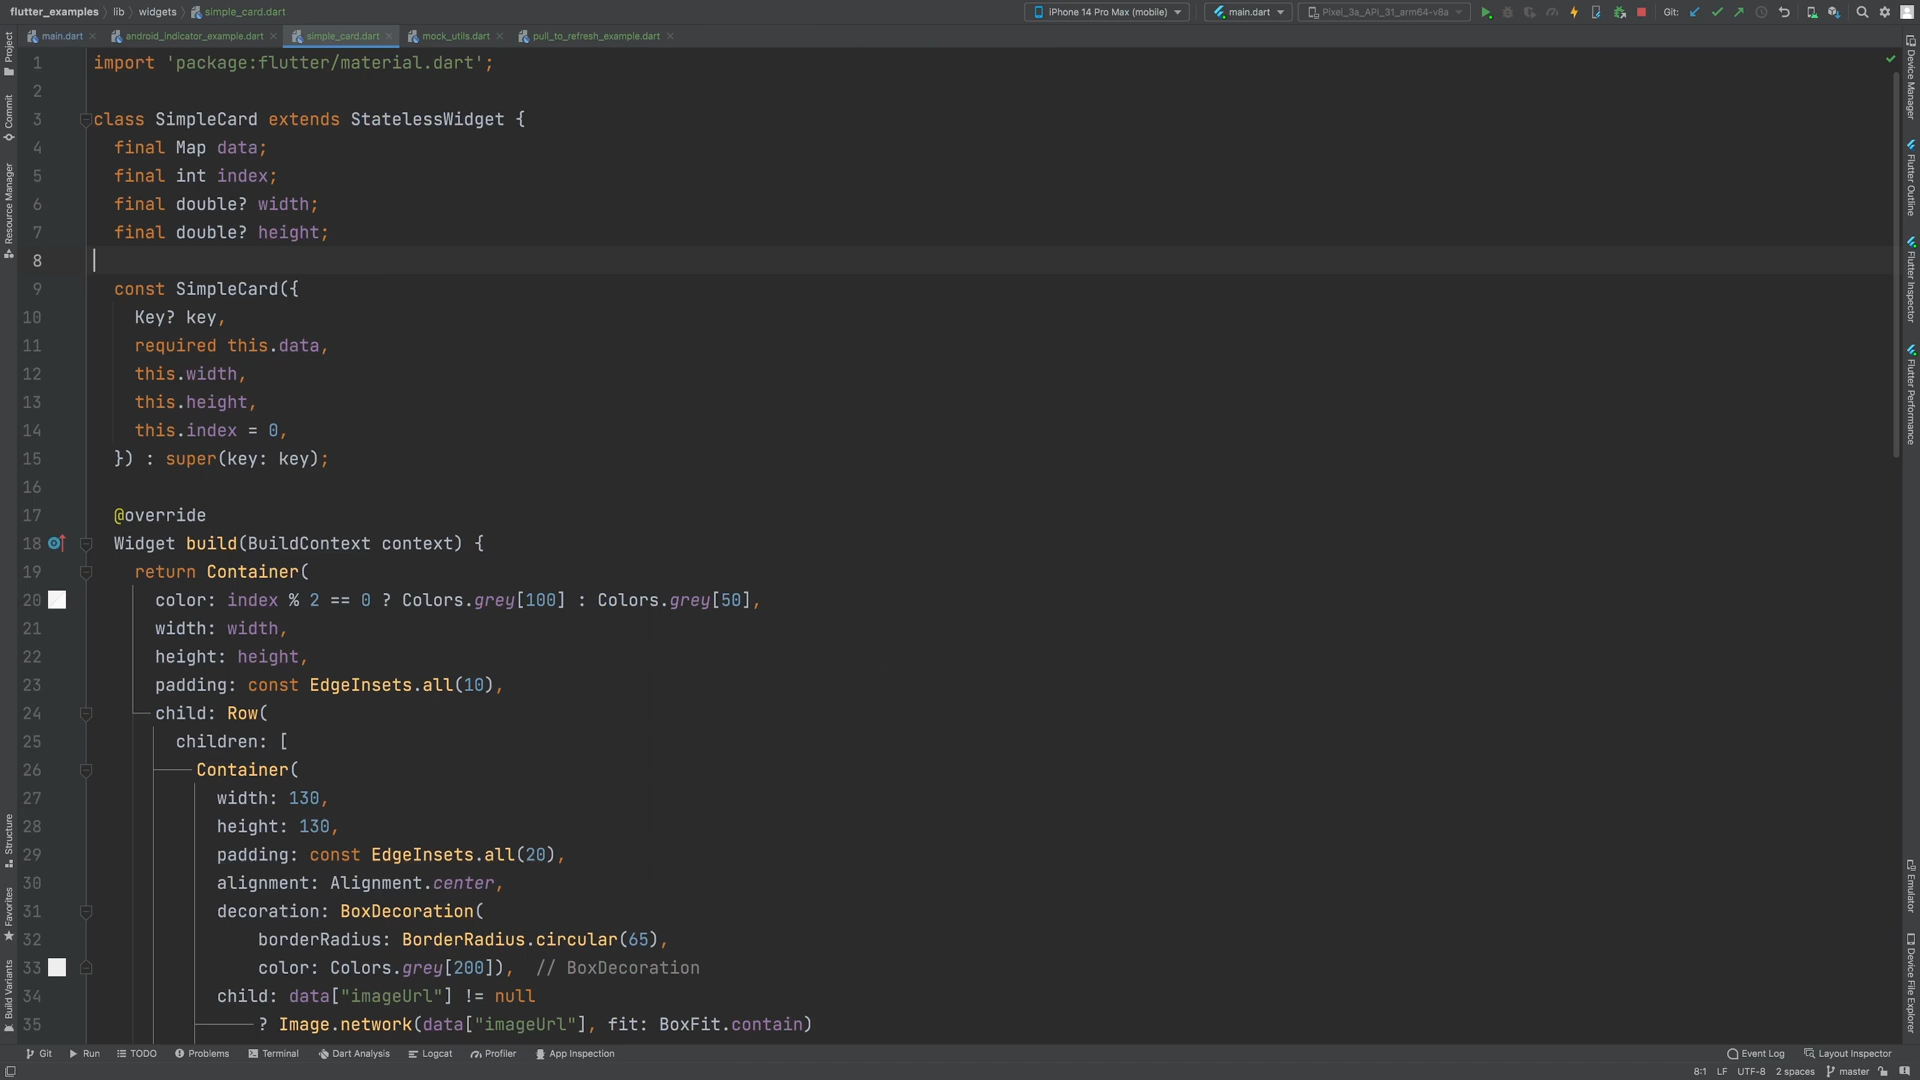 flutter_examples lib widgets simple_card.dart iPhone 14 Pro Max (mobile) main.dart Pixel_3a_API_31_arm64-v8a Git:
main.dart android_indicator_example.dart simple_card.dart mock_utils.dart pull_to_refresh_example.dart
Project
Commit
Resource Manager
Structure
Favorites
Build Variants
1 import 'package:flutter/material.dart';
2
3 class SimpleCard extends StatelessWidget {
4 final Map data;
5 final int index;
6 final double? width;
7 final double? height;
8
9 const SimpleCard({
10 Key? key,
11 required this.data,
12 this.width,
13 this.height,
14 this.index = 0,
15 }) : super(key: key);
16
17 @override
18 Widget build(BuildContext context) {
19 return Container(
20 color: index % 2 == 0 ? Colors.grey[100] : Colors.grey[50],
21 width: width,
22 height: height,
23 padding: const EdgeInsets.all(10),
24 child: Row(
25 children: [
26 Container(
27 width: 130,
28 height: 130,
29 padding: const EdgeInsets.all(20),
30 alignment: Alignment.center,
31 decoration: BoxDecoration(
32 borderRadius: BorderRadius.circular(65),
33 color: Colors.grey[200]), // BoxDecoration
34 child: data["imageUrl"] != null
35 ? Image.network(data["imageUrl"], fit: BoxFit.contain)
Device Manager
Flutter Outline
Flutter Inspector
Flutter Performance
Emulator
Device File Explorer
Git Run TODO Problems Terminal Dart Analysis Logcat Profiler App Inspection Event Log Layout Inspector
8:1 LF UTF-8 2 spaces master